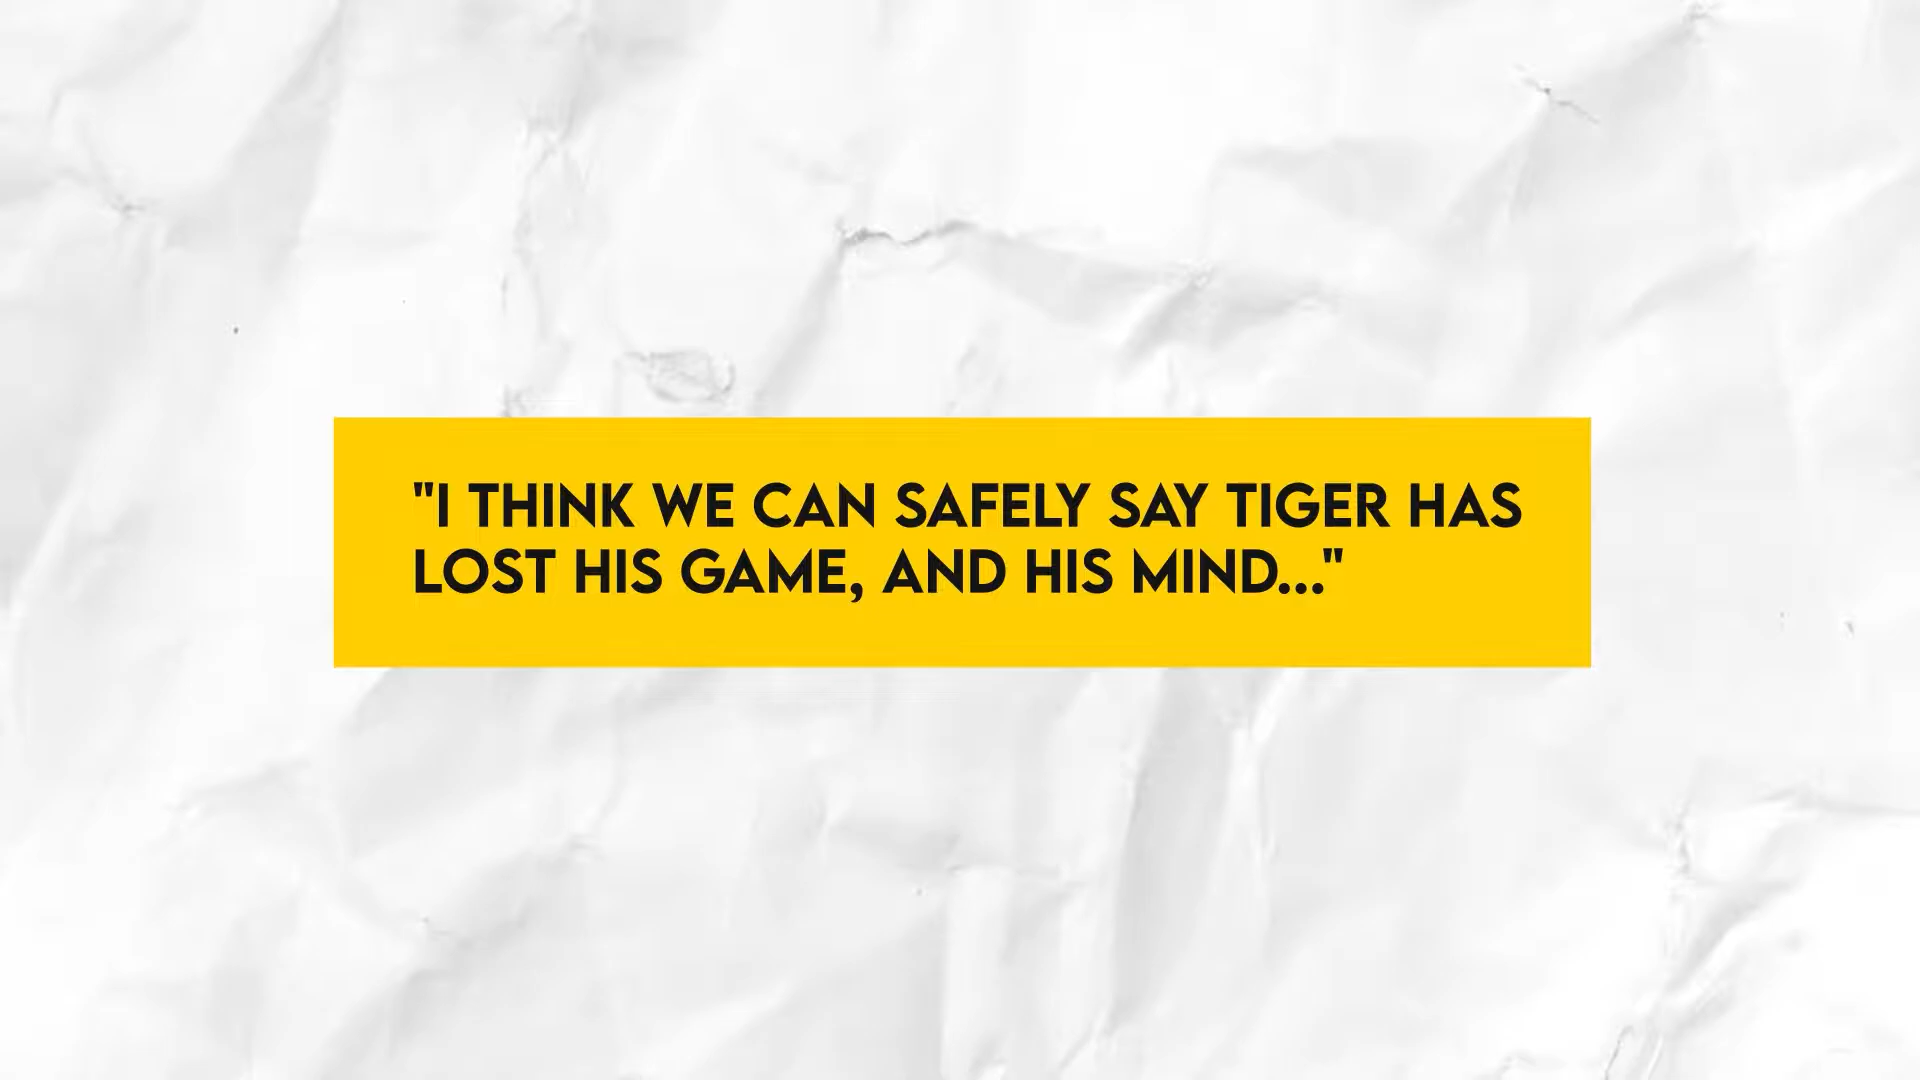 "I THINK WE CAN SAFELY SAY TIGER HAS
LOST HIS GAME, AND HIS MIND..."